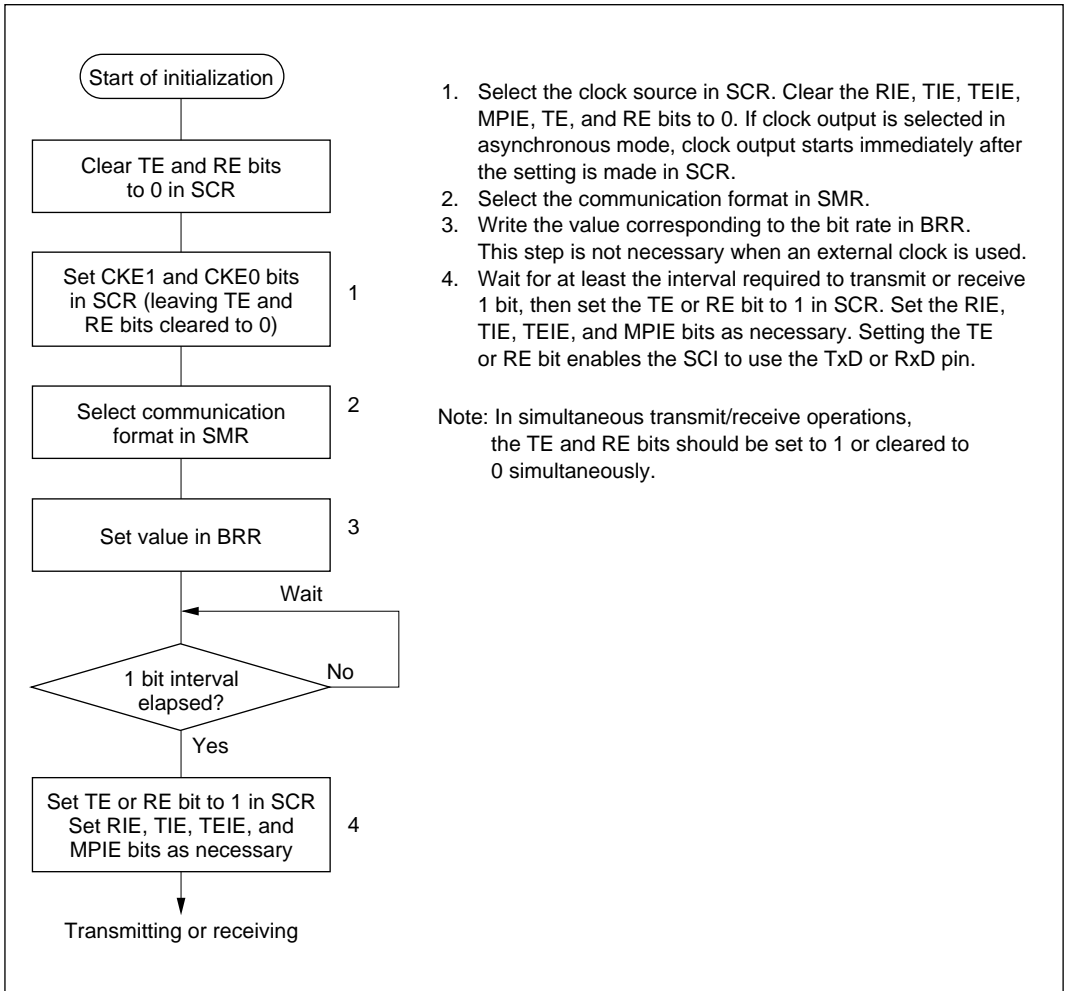 Start of initialization
Clear TE and RE bits
to 0 in SCR
Set CKE1 and CKE0 bits
in SCR (leaving TE and
RE bits cleared to 0)
1
Select communication
format in SMR
2
Set value in BRR
3
Wait
1 bit interval
elapsed?
No
Yes
Set TE or RE bit to 1 in SCR
Set RIE, TIE, TEIE, and
MPIE bits as necessary
4
Transmitting or receiving
1. Select the clock source in SCR. Clear the RIE, TIE, TEIE,
MPIE, TE, and RE bits to 0. If clock output is selected in
asynchronous mode, clock output starts immediately after
the setting is made in SCR.
2. Select the communication format in SMR.
3. Write the value corresponding to the bit rate in BRR.
This step is not necessary when an external clock is used.
4. Wait for at least the interval required to transmit or receive
1 bit, then set the TE or RE bit to 1 in SCR. Set the RIE,
TIE, TEIE, and MPIE bits as necessary. Setting the TE
or RE bit enables the SCI to use the TxD or RxD pin.
Note: In simultaneous transmit/receive operations,
the TE and RE bits should be set to 1 or cleared to
0 simultaneously.